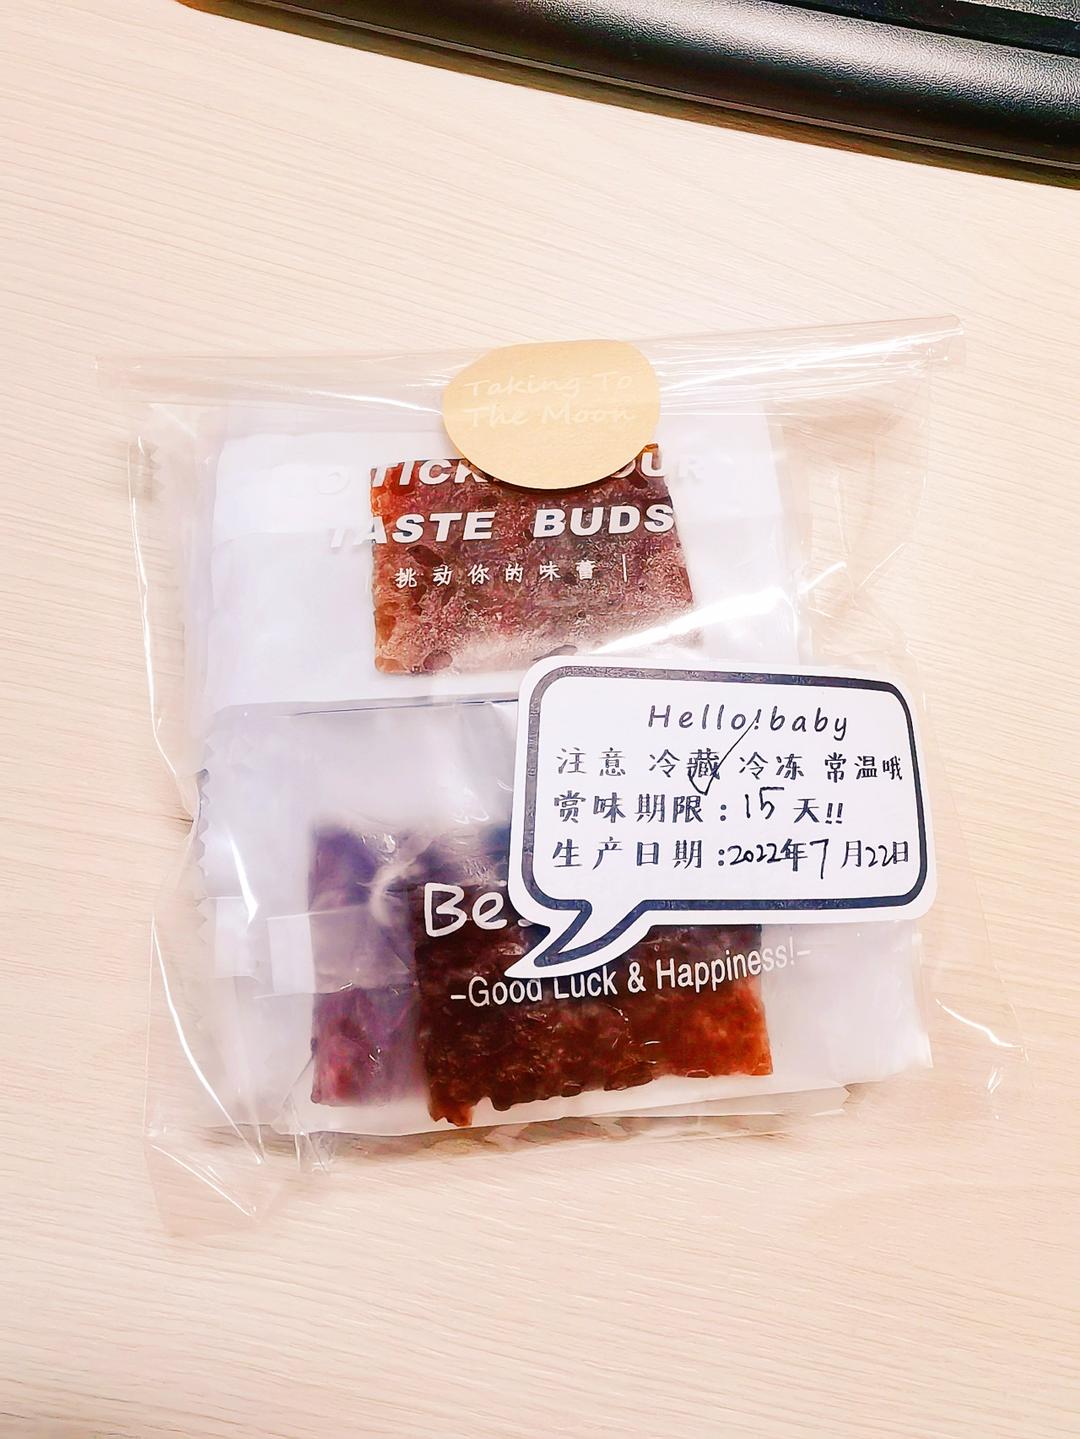 Taking To
The Moon
TASTE BUDS
挑动你的味蕾
Hello!baby
注意 冷藏 冷冻 常温哦
赏味期限:15天!!
生产日期:2022年7月22日
-Good Luck & Happiness!-